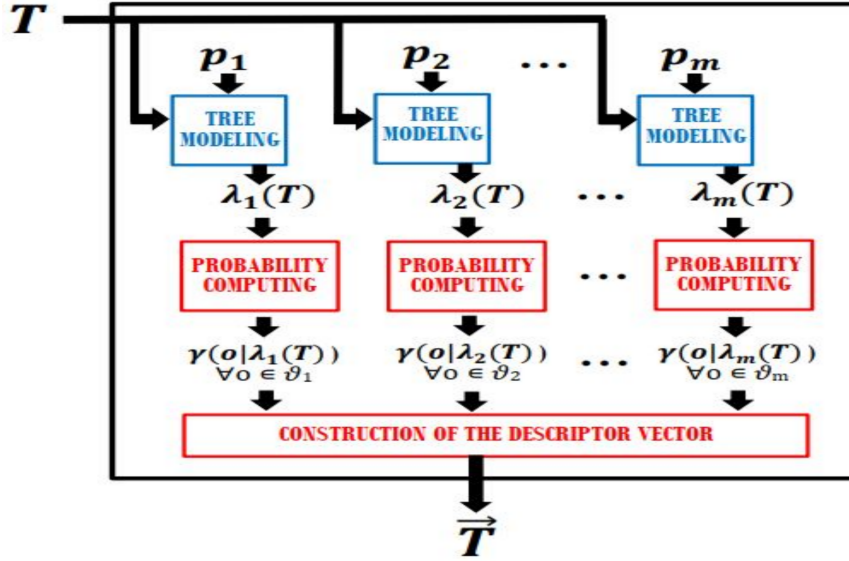 T
p₁ p₂ ... pₘ
TREE TREE TREE
MODELING MODELING MODELING
λ₁(T) λ₂(T) ... λₘ(T)
PROBABILITY PROBABILITY ... PROBABILITY
COMPUTING COMPUTING COMPUTING
γ(o|λ₁(T)) γ(o|λ₂(T)) ... γ(o|λₘ(T))
∀o ∈ ϑ₁ ∀o ∈ ϑ₂ ∀o ∈ ϑₘ
CONSTRUCTION OF THE DESCRIPTOR VECTOR
T⃗